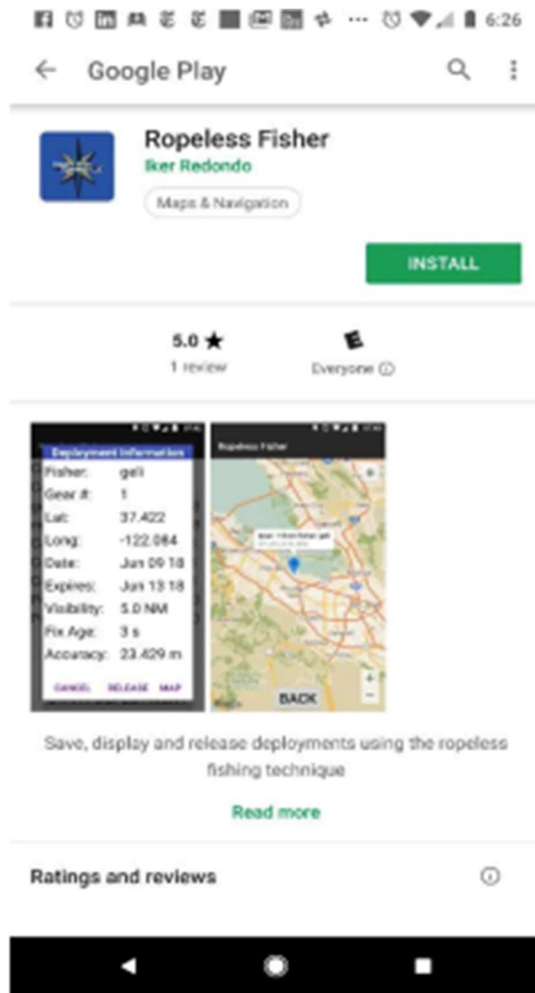 6:26
Google Play
Ropeless Fisher
Iker Redondo
Maps & Navigation
INSTALL
5.0 ★
1 review
E
Everyone
Deployment Information
Fisher: geli
Gear #: 1
Lat: 37.422
Long: -122.084
Date: Jun 09 18
Expires: Jun 13 18
Visibility: 5.0 NM
Fix Age: 3 s
Accuracy: 23.429 m
CANCEL RELEASE MAP
Ropeless Fisher
+
-
BACK
Save, display and release deployments using the ropeless
fishing technique
Read more
Ratings and reviews